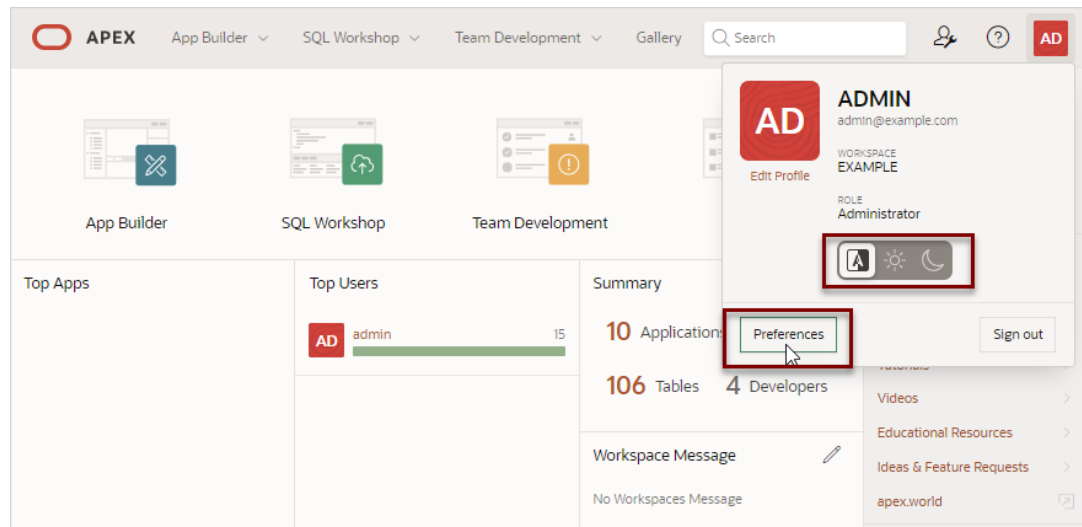 APEX App Builder SQL Workshop Team Development Gallery Search AD
AD
ADMIN
admin@example.com
WORKSPACE
EXAMPLE
Edit Profile
ROLE
Administrator
App Builder SQL Workshop Team Development
Top Apps Top Users Summary
AD admin 15
10 Applications
Preferences Sign out
106 Tables 4 Developers
Videos
Educational Resources
Workspace Message
Ideas & Feature Requests
No Workspaces Message
apex.world